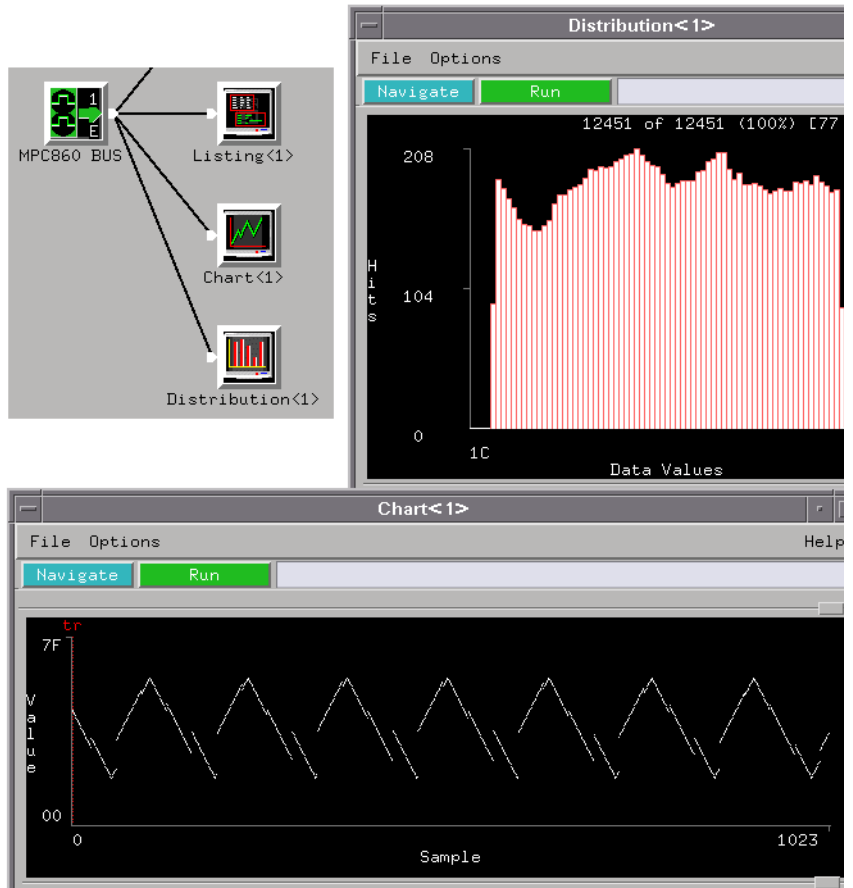 1
E
MPC860 BUS
Listing<1>
Chart<1>
Distribution<1>
Distribution<1>
File Options
Navigate Run
12451 of 12451 (100%) [77
208
Hits
104
0
1C
Data Values
Chart<1>
File Options Help
Navigate Run
tr
7F
Value
00
0 1023
Sample